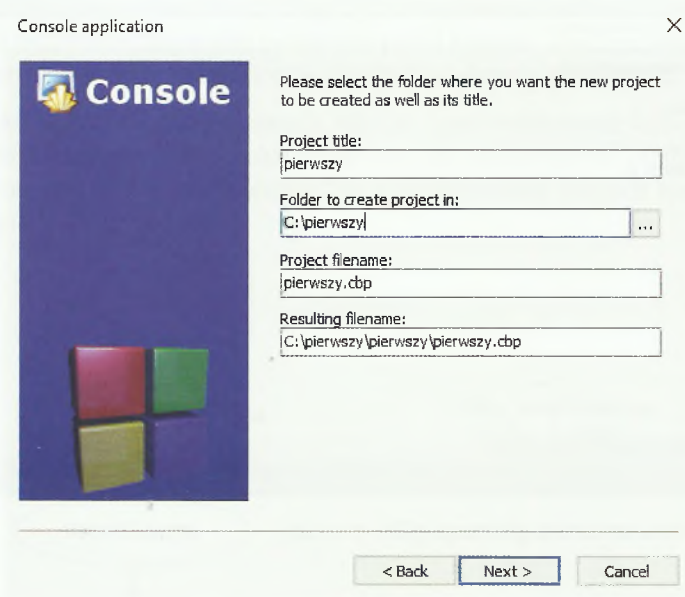 Console application
Console
Please select the folder where you want the new project
to be created as well as its title.
Project title:
pierwszy
Folder to create project in:
C:\pierwszy
...
Project filename:
pierwszy.cbp
Resulting filename:
C:\pierwszy\pierwszy\pierwszy.cbp
< Back
Next >
Cancel